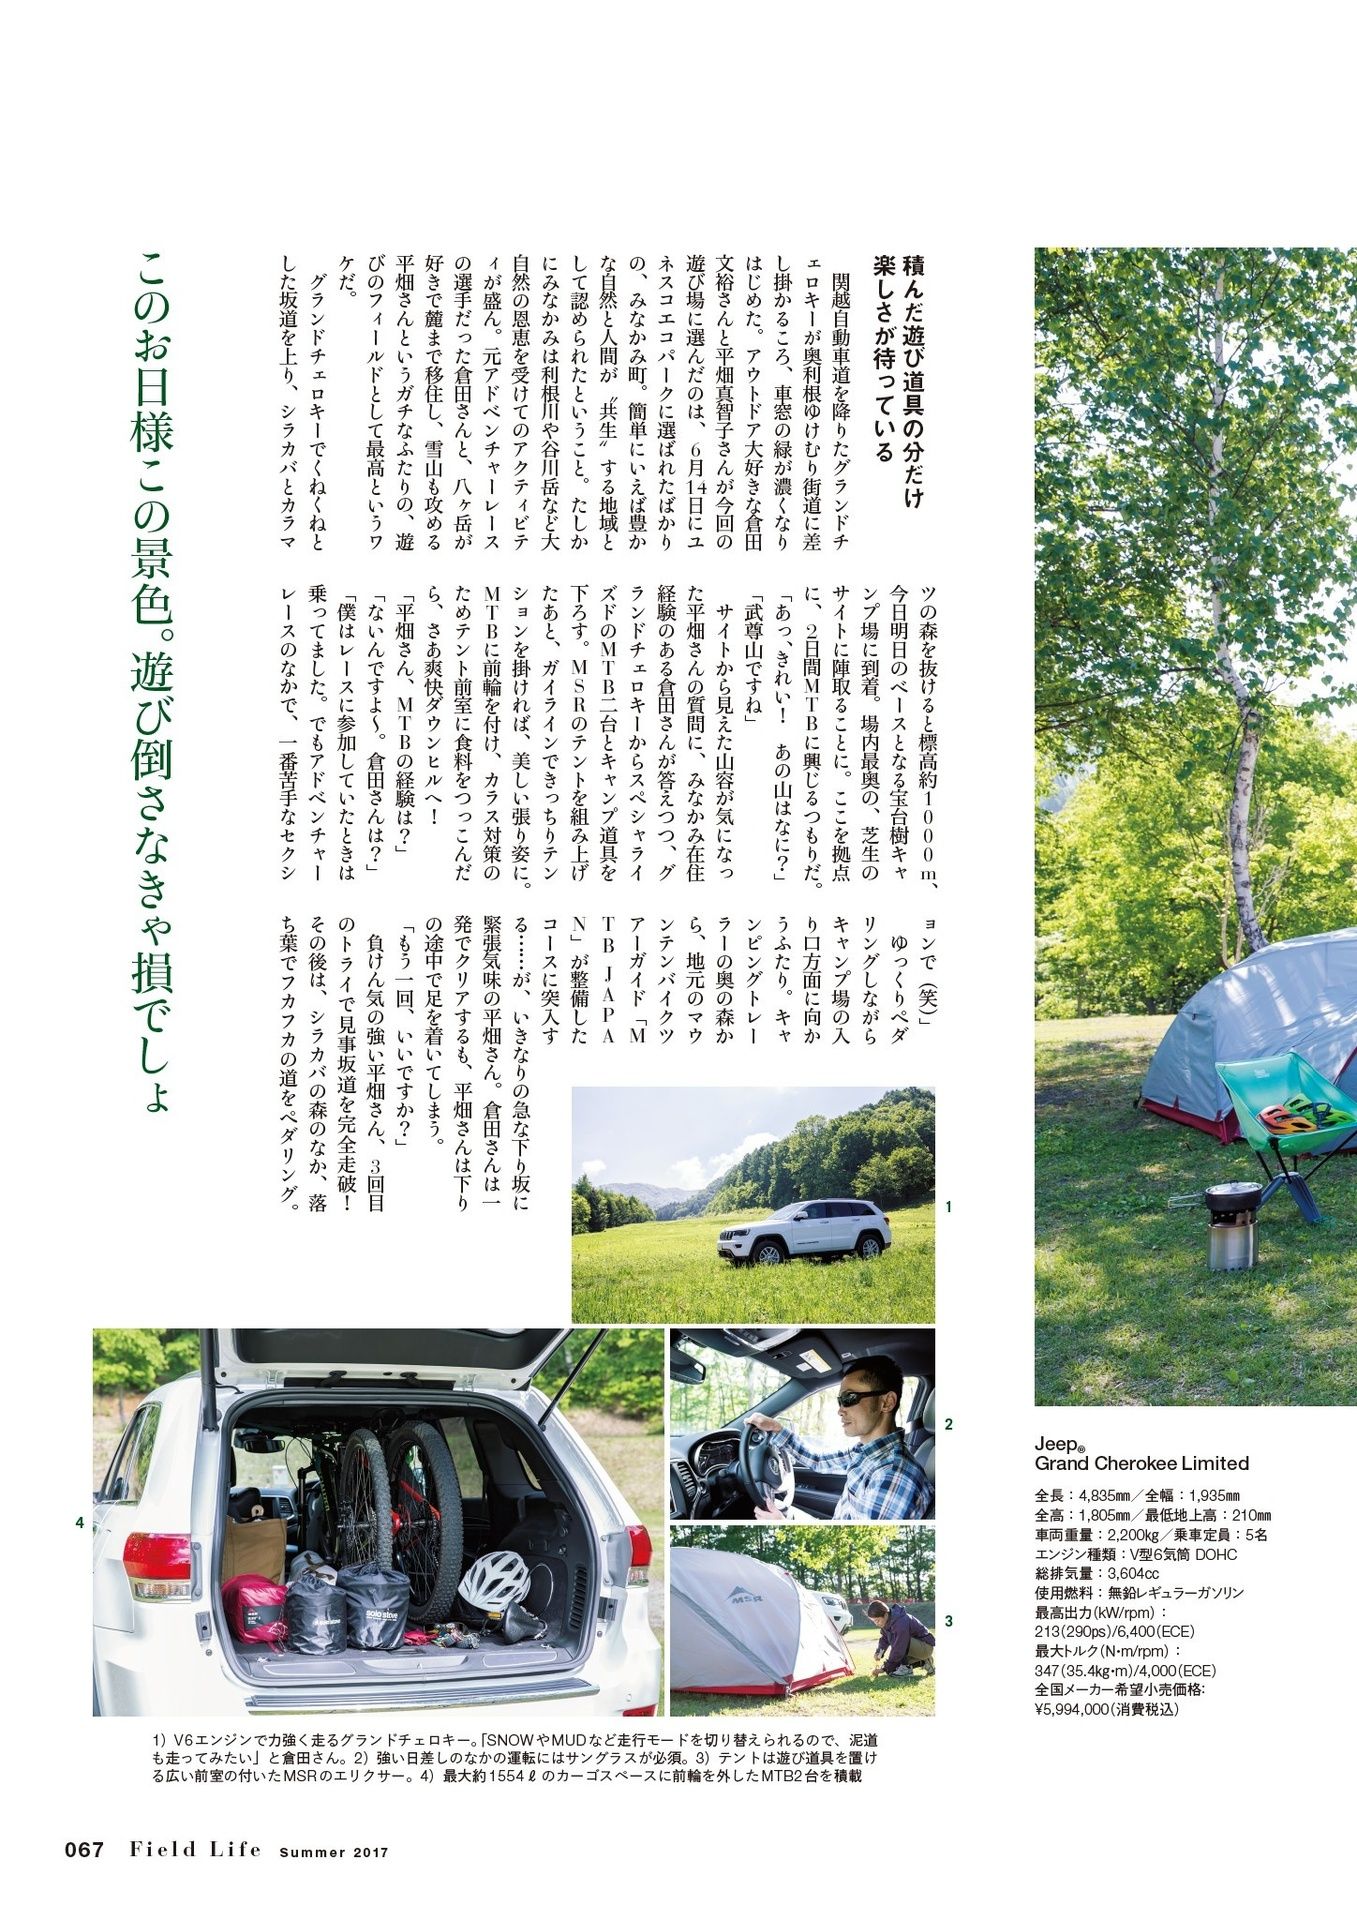 積んだ遊び道具の分だけ
楽しさが待っている
関越自動車道を降りたグランドチ
ェロキーが奥利根ゆけむり街道に差
し掛かるころ、車窓の緑が濃くなり
はじめた。アウトドア大好きな倉田
文裕さんと平畑真智子さんが今回の
遊び場に選んだのは、6月14日にユ
ネスコエコパークに選ばれたばかり
の、みなかみ町。簡単にいえば豊か
な自然と人間が〝共生〟する地域と
して認められたということ。たしか
にみなかみは利根川や谷川岳など大
自然の恩恵を受けてのアクティビテ
ィが盛ん。元アドベンチャーレース
の選手だった倉田さんと、八ヶ岳が
好きで麓まで移住し、雪山も攻める
平畑さんというガチなふたりの、遊
びのフィールドとして最高というワ
ケだ。
グランドチェロキーでくねくねと
した坂道を上り、シラカバとカラマ
ツの森を抜けると標高約1000m、
今日明日のベースとなる宝台樹キャ
ンプ場に到着。場内最奥の、芝生の
サイトに陣取ることに。ここを拠点
に、2日間MTBに興じるつもりだ。
「あっ、きれい！　あの山はなに？」
「武尊山ですね」
サイトから見えた山容が気になっ
た平畑さんの質問に、みなかみ在住
経験のある倉田さんが答えつつ、グ
ランドチェロキーからスペシャライ
ズドのMTB二台とキャンプ道具を
下ろす。MSRのテントを組み上げ
たあと、ガイラインできっちりテン
ションを掛ければ、美しい張り姿に。
MTBに前輪を付け、カラス対策の
ためテント前室に食料をつっこんだ
ら、さあ爽快ダウンヒルへ！
「平畑さん、MTBの経験は？」
「ないんですよ〜。倉田さんは？」
「僕はレースに参加していたときは
乗ってました。でもアドベンチャー
レースのなかで、一番苦手なセクシ
ョンで（笑）」
ゆっくりペダ
リングしながら
キャンプ場の入
り口方面に向か
うふたり。キャ
ンピングトレー
ラーの奥の森か
ら、地元のマウ
ンテンバイクツ
アーガイド「M
TB JAPA
N」が整備した
コースに突入す
る……が、いきなりの急な下り坂に
緊張気味の平畑さん。倉田さんは一
発でクリアするも、平畑さんは下り
の途中で足を着いてしまう。
「もう一回、いいですか？」
負けん気の強い平畑さん、3回目
のトライで見事坂道を完全走破！
その後は、シラカバの森のなか、落
ち葉でフカフカの道をペダリング。
このお日様この景色。遊び倒さなきゃ損でしょ
1
2
3
4
MSR
solo stove
Jeep®
Grand Cherokee Limited
全長：4,835㎜／全幅：1,935㎜
全高：1,805㎜／最低地上高：210㎜
車両重量：2,200㎏／乗車定員：5名
エンジン種類：V型6気筒 DOHC
総排気量：3,604cc
使用燃料：無鉛レギュラーガソリン
最高出力(kW/rpm)：
213(290ps)/6,400(ECE)
最大トルク(N・m/rpm)：
347(35.4kg・m)/4,000(ECE)
全国メーカー希望小売価格:
¥5,994,000(消費税込)
1）V6エンジンで力強く走るグランドチェロキー。「SNOWやMUDなど走行モードを切り替えられるので、泥道
も走ってみたい」と倉田さん。2）強い日差しのなかの運転にはサングラスが必須。3）テントは遊び道具を置け
る広い前室の付いたMSRのエリクサー。4）最大約1554ℓのカーゴスペースに前輪を外したMTB2台を積載
067 Field Life Summer 2017